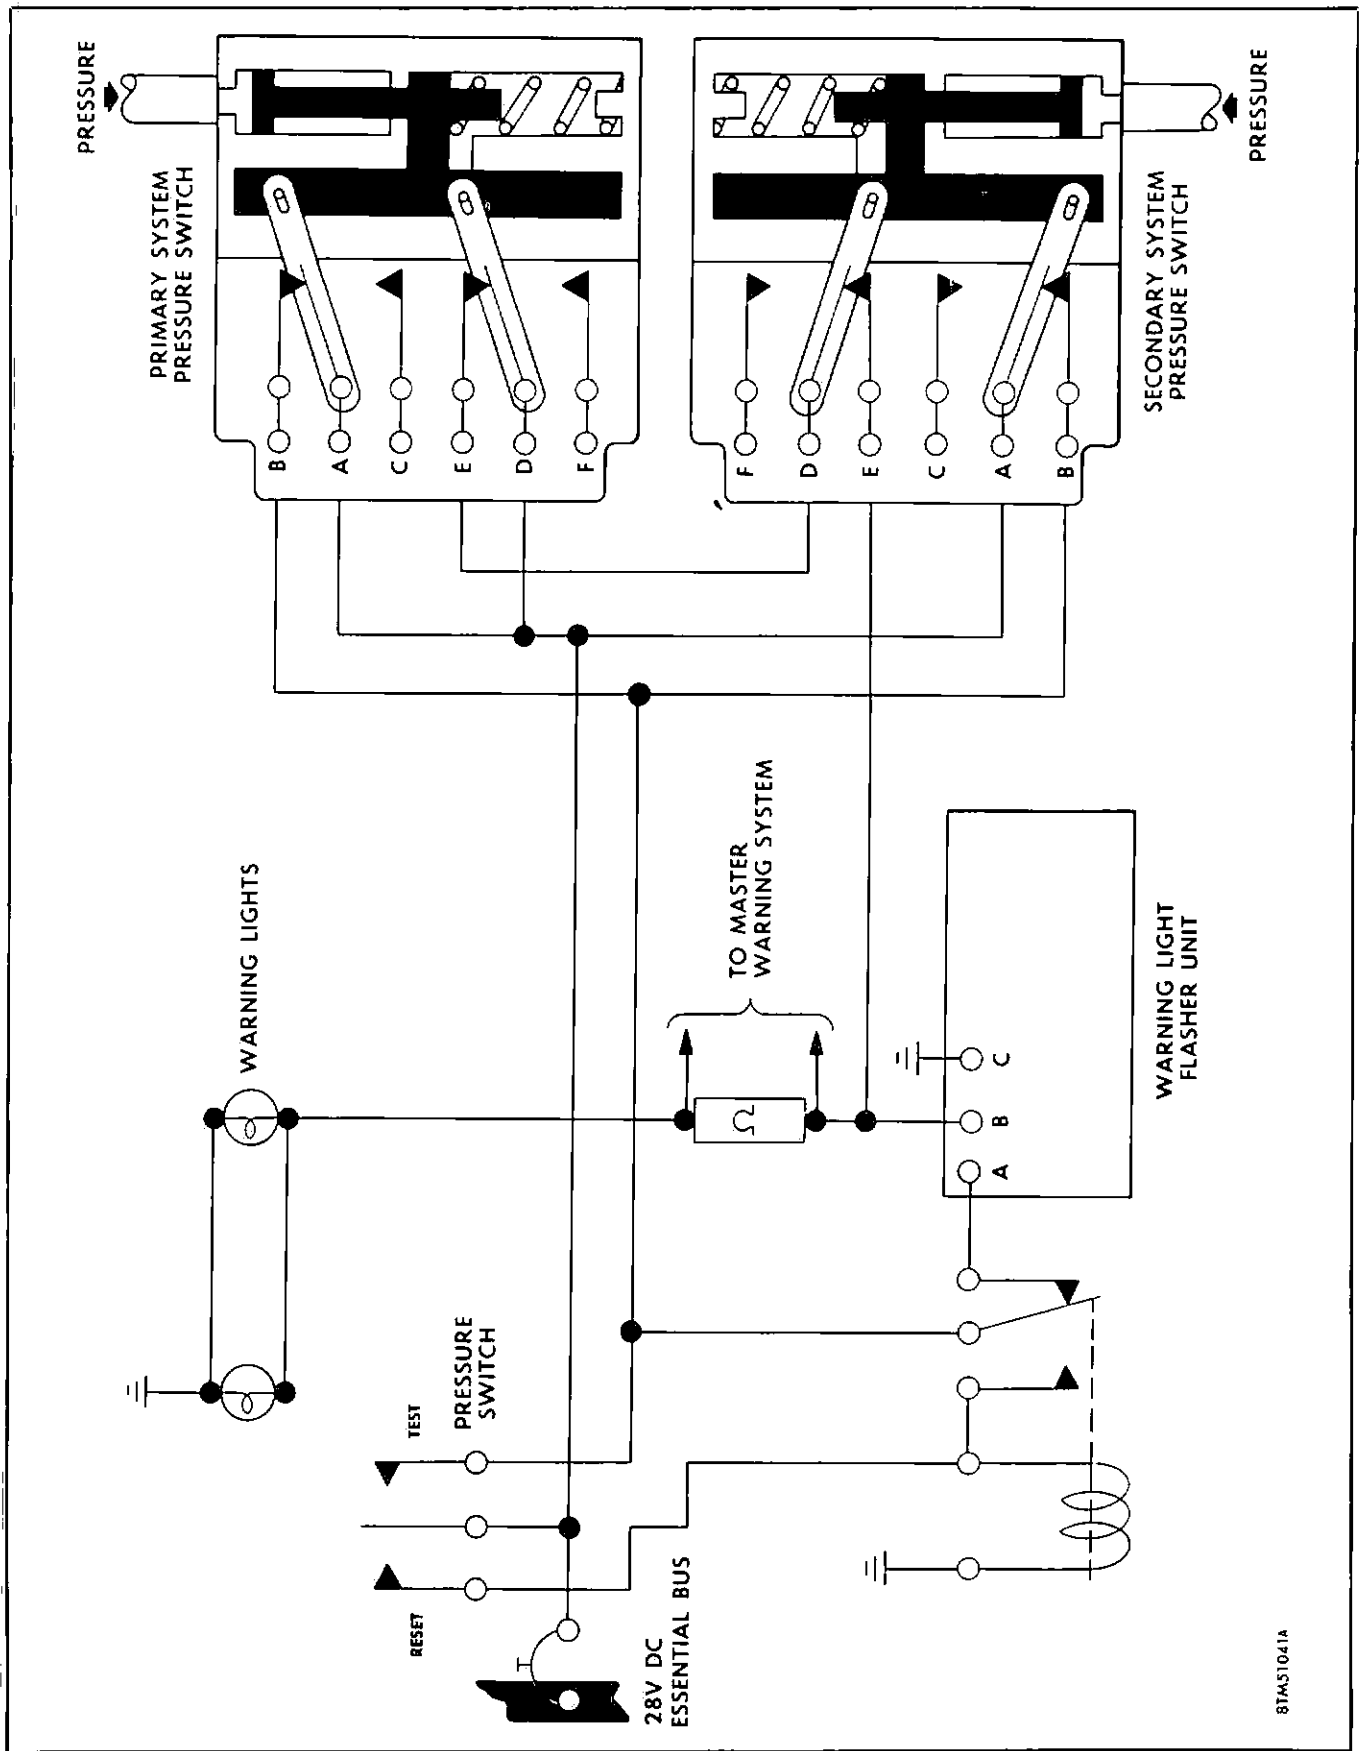 PRESSURE
PRIMARY SYSTEM
PRESSURE SWITCH
B
A
C
E
D
F
PRESSURE
SECONDARY SYSTEM
PRESSURE SWITCH
F
D
E
C
A
B
WARNING LIGHTS
TO MASTER
WARNING SYSTEM
Ω
WARNING LIGHT
FLASHER UNIT
C
B
A
PRESSURE
SWITCH
TEST
RESET
28V DC
ESSENTIAL BUS
8TM51041A